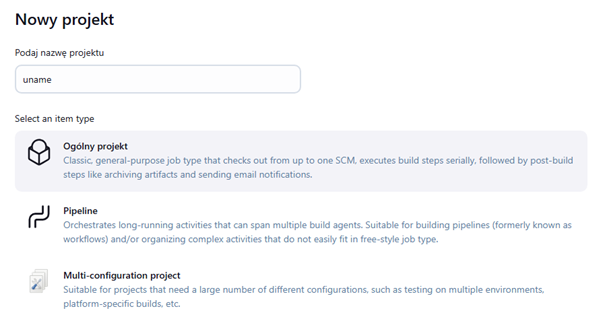 Nowy projekt
Podaj nazwę projektu
uname
Select an item type
Ogólny projekt
Classic, general-purpose job type that checks out from up to one SCM, executes build steps serially, followed by post-build
steps like archiving artifacts and sending email notifications.
Pipeline
Orchestrates long-running activities that can span multiple build agents. Suitable for building pipelines (formerly known as
workflows) and/or organizing complex activities that do not easily fit in free-style job type.
Multi-configuration project
Suitable for projects that need a large number of different configurations, such as testing on multiple environments,
platform-specific builds, etc.